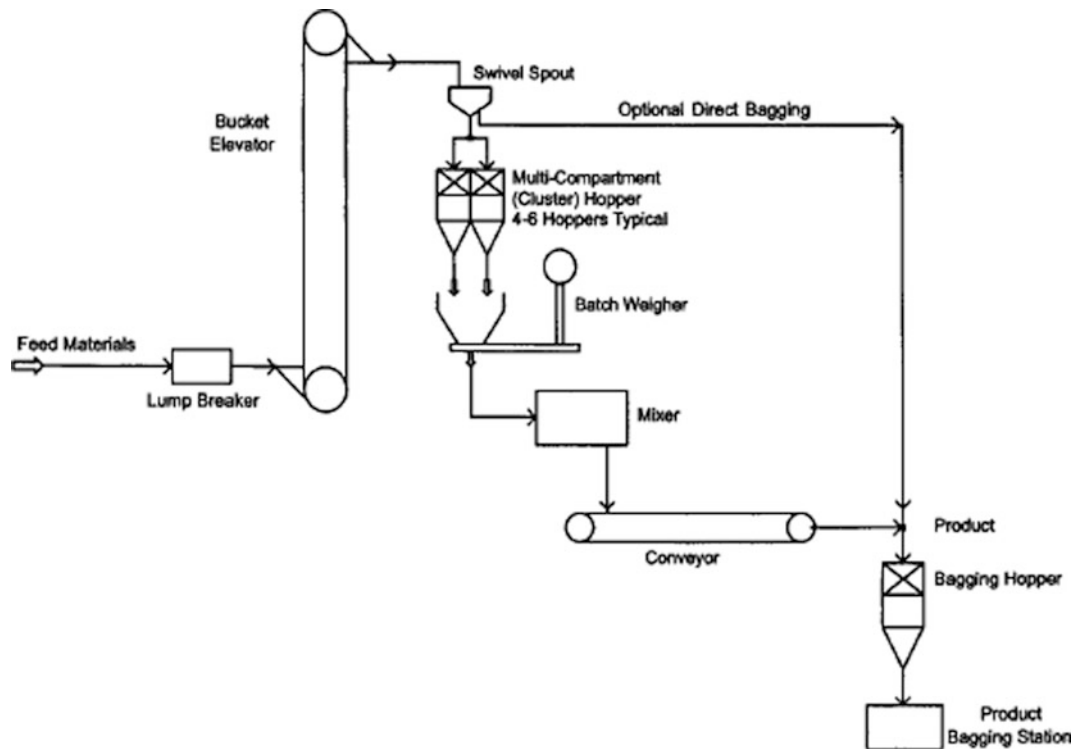 Swivel Spout
Optional Direct Bagging
Bucket
Elevator
Multi-Compartment
(Cluster) Hopper
4-6 Hoppers Typical
Batch Weigher
Feed Materials
Lump Breaker
Mixer
Product
Conveyor
Bagging Hopper
Product
Bagging Station